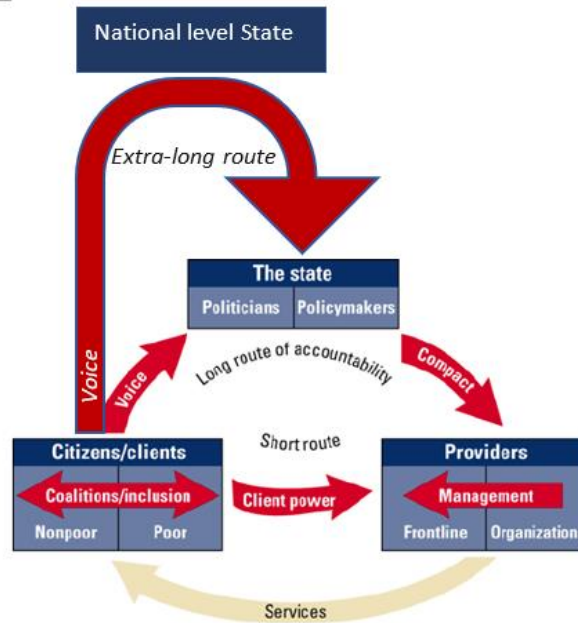 National level State
Extra-long route
Voice
The state
Politicians Policymakers
Voice
Long route of accountability
Compact
Short route
Citizens/clients
Coalitions/inclusion
Nonpoor Poor
Client power
Providers
Management
Frontline Organization
Services